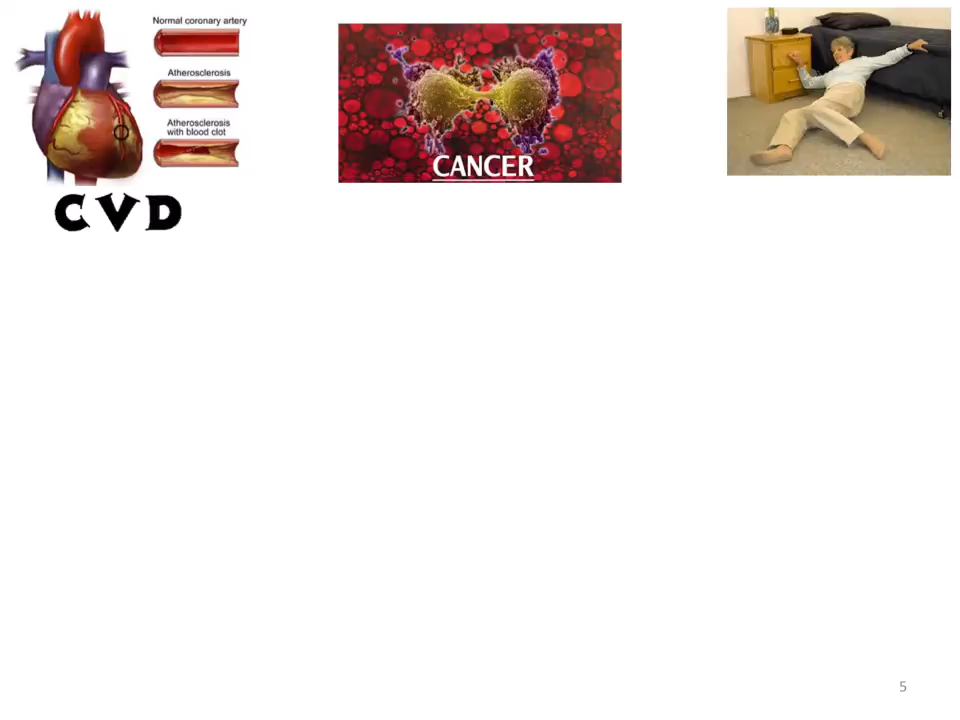 Normal coronary artery
Atherosclerosis
Atherosclerosis
with blood clot
CVD
CANCER
5